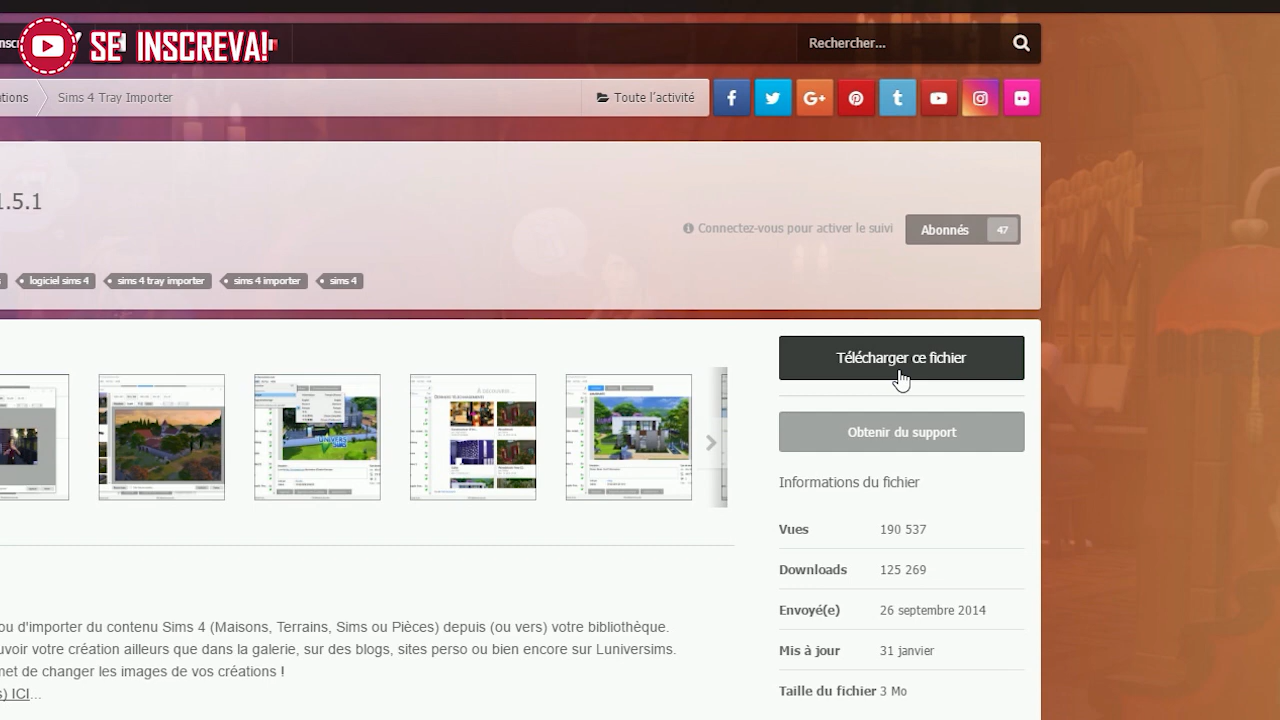 SE INSCREVA!
Rechercher...
ations
Sims 4 Tray Importer
Toute l'activité
1.5.1
Connectez-vous pour activer le suivi
Abonnés 47
logiciel sims 4
sims 4 tray importer
sims 4 importer
sims 4
Télécharger ce fichier
Obtenir du support
Informations du fichier
Vues 190 537
Downloads 125 269
Envoyé(e) 26 septembre 2014
Mis à jour 31 janvier
Taille du fichier 3 Mo
ou d'importer du contenu Sims 4 (Maisons, Terrains, Sims ou Pièces) depuis (ou vers) votre bibliothèque.
uvoir votre création ailleurs que dans la galerie, sur des blogs, sites perso ou bien encore sur Luniversims.
met de changer les images de vos créations !
s) ICI...